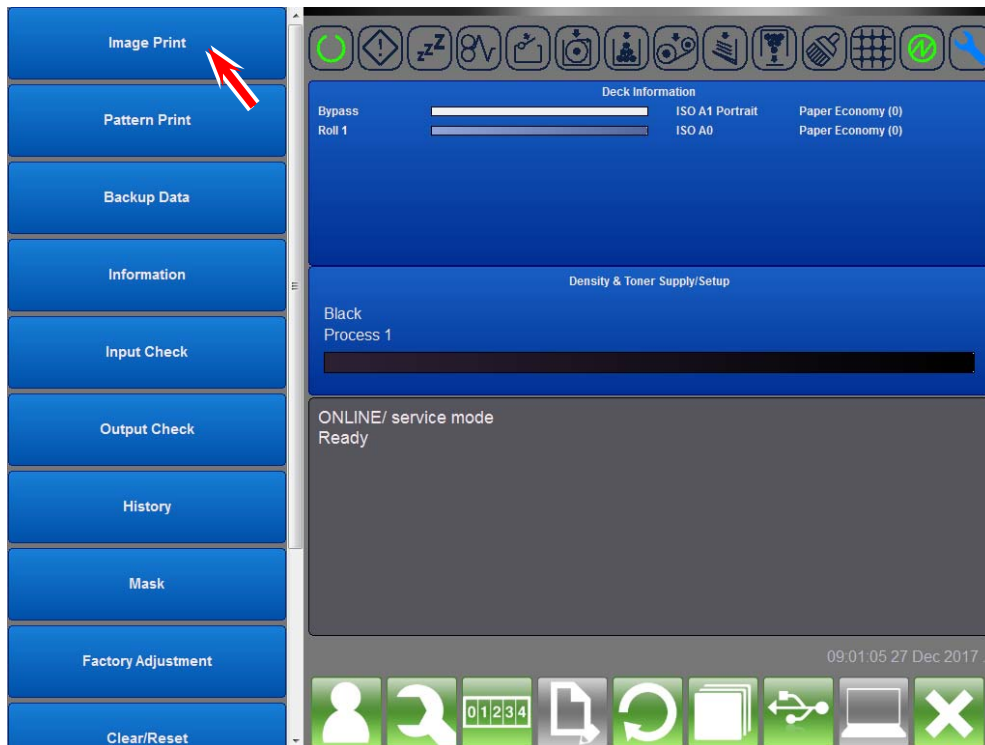 Image Print
Pattern Print
Backup Data
Information
Input Check
Output Check
History
Mask
Factory Adjustment
Clear/Reset
zzZ
Deck Information
Bypass ISO A1 Portrait Paper Economy (0)
Roll 1 ISO A0 Paper Economy (0)
Density & Toner Supply/Setup
Black
Process 1
ONLINE/ service mode
Ready
09:01:05 27 Dec 2017
01234